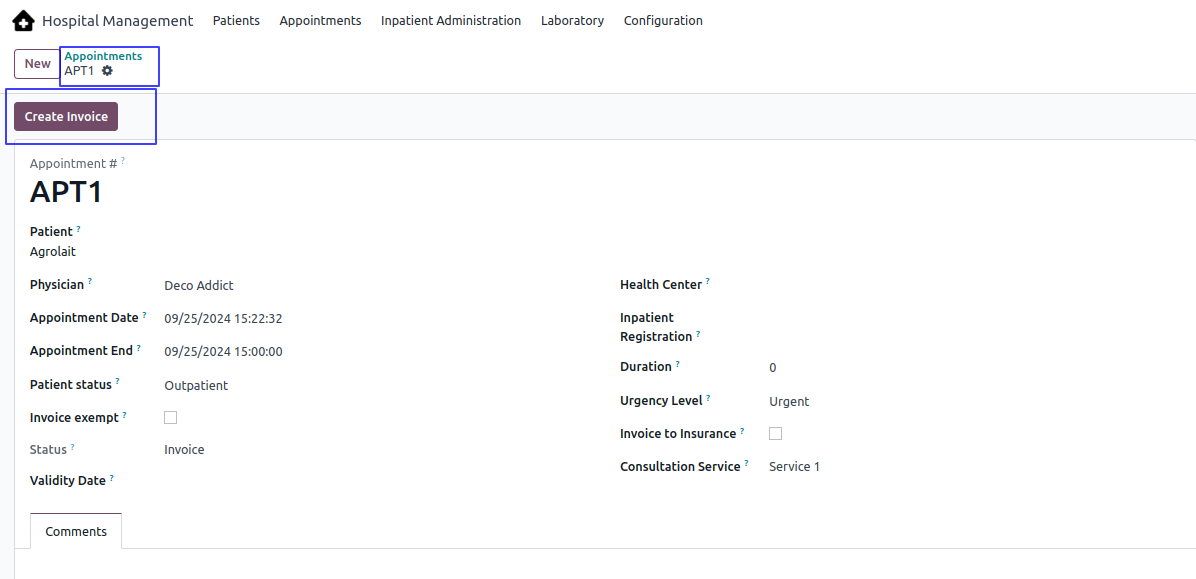 Hospital Management Patients Appointments Inpatient Administration Laboratory Configuration
New
Appointments
APT1
Create Invoice
Appointment # ?
APT1
Patient ?
Agrolait
Physician ? Deco Addict
Appointment Date ? 09/25/2024 15:22:32
Appointment End ? 09/25/2024 15:00:00
Patient status ? Outpatient
Invoice exempt ?
Status ? Invoice
Validity Date ?
Health Center ?
Inpatient
Registration ?
Duration ? 0
Urgency Level ? Urgent
Invoice to Insurance ?
Consultation Service ? Service 1
Comments